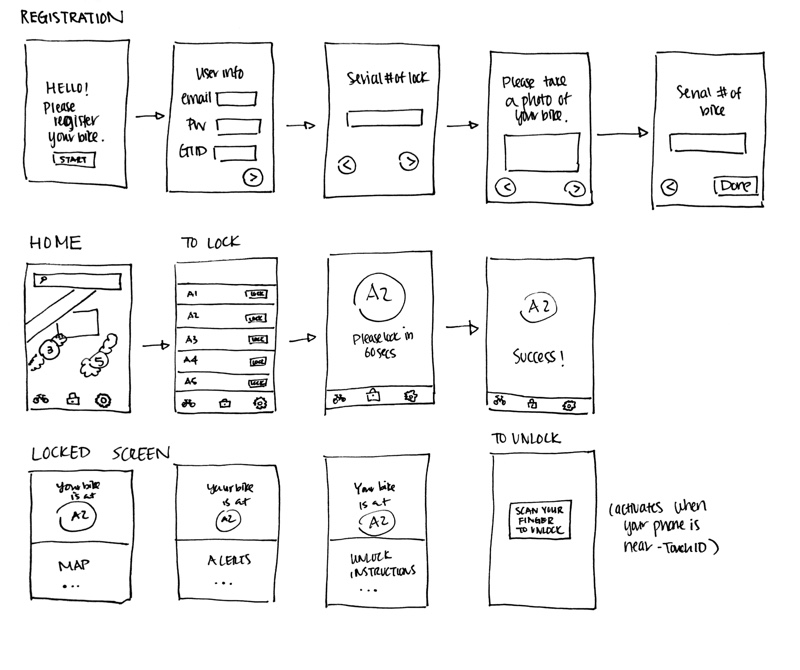 REGISTRATION
HELLO!
Please
register
your bike.
START
User info
email
PW
GTID
>
Serial # of lock
<
>
Please take
a photo of
your bike.
<
>
Serial # of
bike
<
Done
HOME
3
5
TO LOCK
A1 LOCK
A2 LOCK
A3 LOCK
A4 LOCK
A5 LOCK
A2
Please lock in
60 secs
A2
Success!
LOCKED SCREEN
Your bike
is at
A2
MAP
...
Your bike
is at
A2
ALERTS
...
Your bike
is at
A2
UNLOCK
INSTRUCTIONS
...
TO UNLOCK
SCAN YOUR
FINGER
TO UNLOCK
(activates when
your phone is
near - Touch ID)